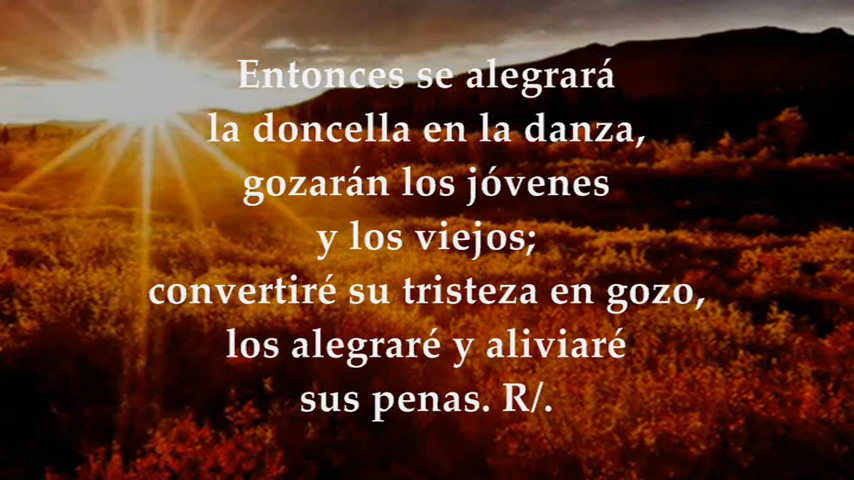 Entonces se alegrará
la doncella en la danza,
gozarán los jóvenes
y los viejos;
convertiré su tristeza en gozo,
los alegraré y aliviaré
sus penas. R/.